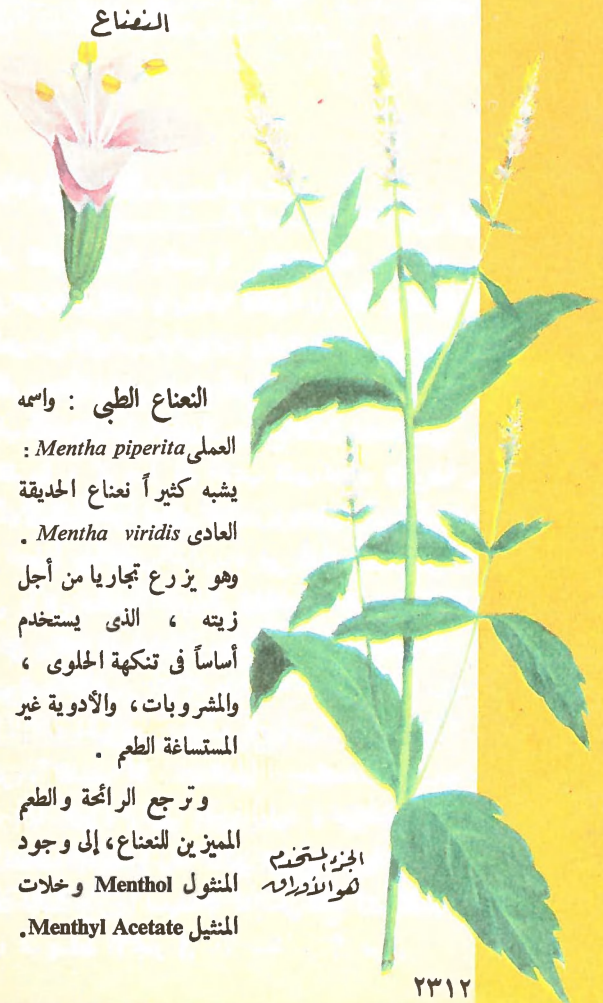 النعناع
النعناع الطبى : واسمه
العملى Mentha piperita :
يشبه كثيراً نعناع الحديقة
العادى Mentha viridis .
وهو يزرع تجاريا من أجل
زيته ، الذى يستخدم
أساساً فى تنكهة الحلوى ،
والمشروبات ، والأدوية غير
المستساغة الطعم .
وترجع الرائحة والطعم
المميزين للنعناع ، إلى وجود
المنثول Menthol وخلات
المنثيل Menthyl Acetate .
الجزء المستخدم
هو الأوراق
٢٣١٢